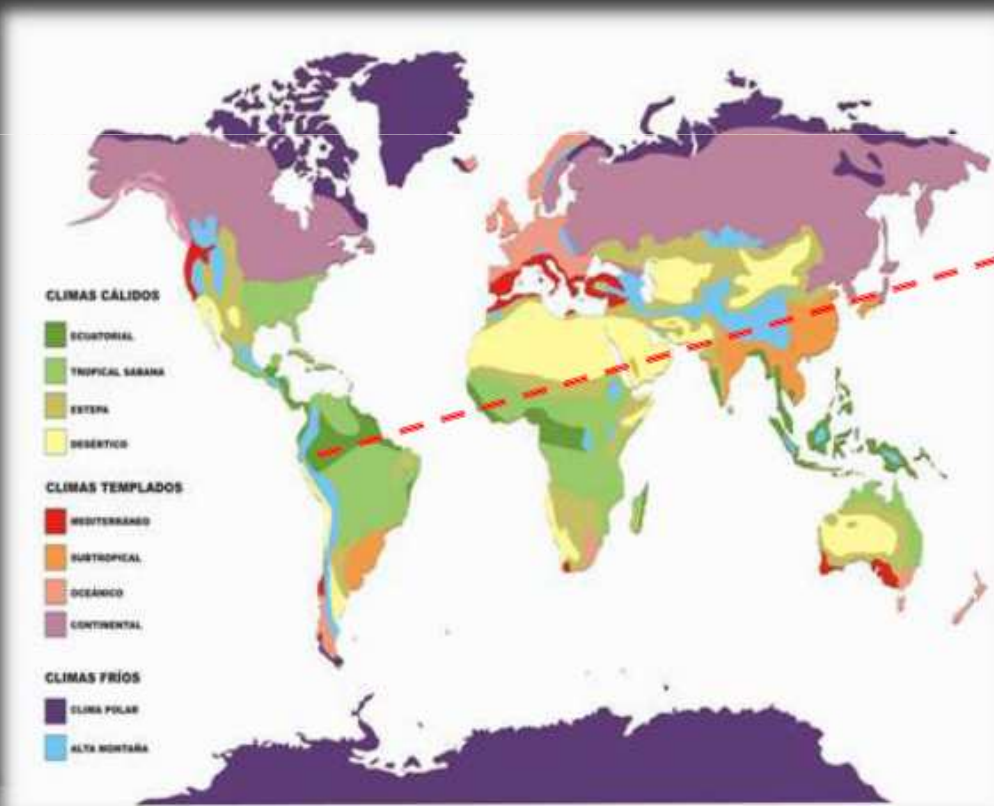 CLIMAS CÁLIDOS
ECUATORIAL
TROPICAL SABANA
ESTEPA
DESÉRTICO
CLIMAS TEMPLADOS
MEDITERRÁNEO
SUBTROPICAL
OCEÁNICO
CONTINENTAL
CLIMAS FRÍOS
CLIMA POLAR
ALTA MONTAÑA